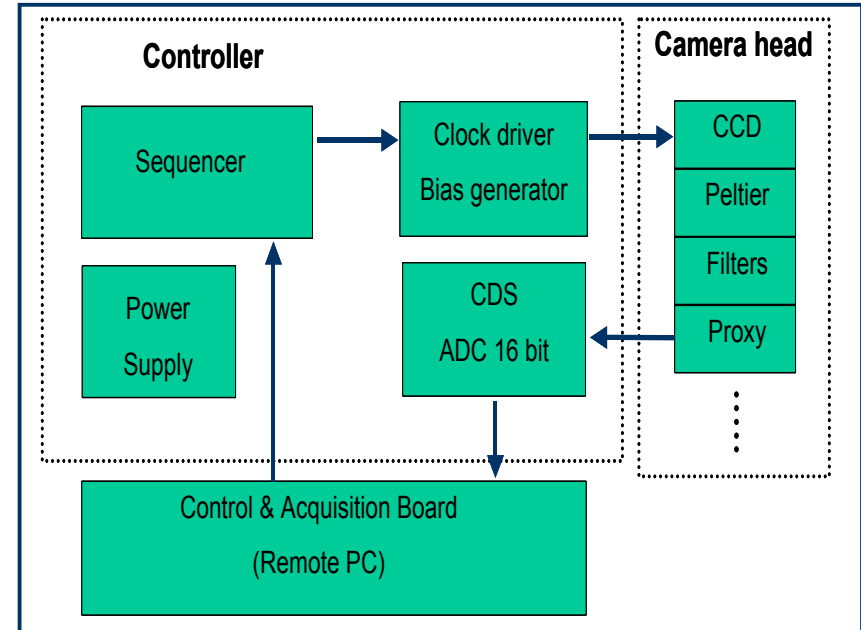 Controller
Camera head
Sequencer
Clock driver
Bias generator
CCD
Peltier
Filters
Proxy
Power
Supply
CDS
ADC 16 bit
Control & Acquisition Board
(Remote PC)